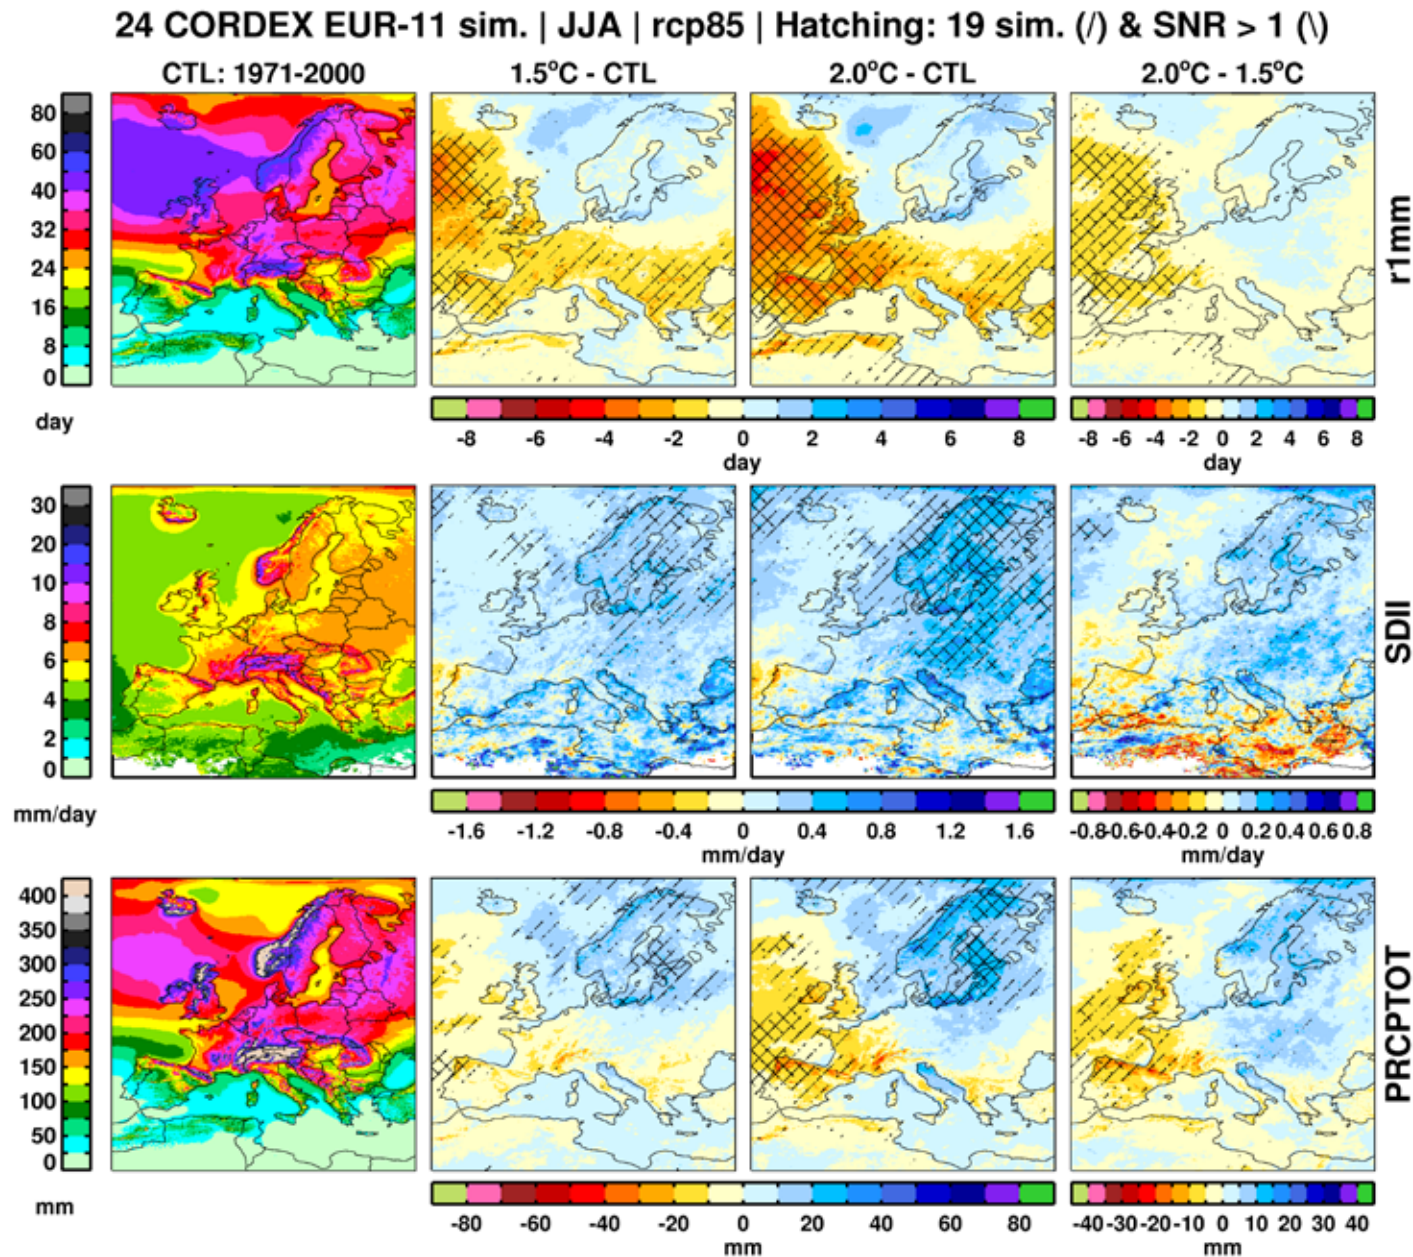 24 CORDEX EUR-11 sim. | JJA | rcp85 | Hatching: 19 sim. (/) & SNR > 1 (\)
CTL: 1971-2000 1.5°C - CTL 2.0°C - CTL 2.0°C - 1.5°C
80
60
40
32
24
16
8
0
day
r1mm
-8 -6 -4 -2 0 2 4 6 8
day
-8 -6 -4 -2 0 2 4 6 8
day
30
20
10
8
6
4
2
0
mm/day
SDII
-1.6 -1.2 -0.8 -0.4 0 0.4 0.8 1.2 1.6
mm/day
-0.8 -0.6 -0.4 -0.2 0 0.2 0.4 0.6 0.8
mm/day
400
350
300
250
200
150
100
50
0
mm
PRCPTOT
-80 -60 -40 -20 0 20 40 60 80
mm
-40 -30 -20 -10 0 10 20 30 40
mm